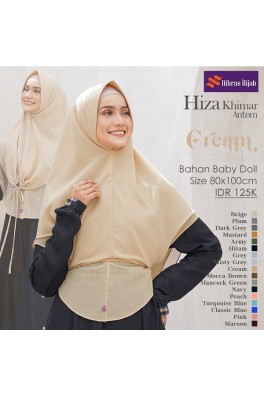 Nibras Hijab
Hiza Khimar
Antem
Cream
Bahan Baby Doll
Size 80x100cm
IDR 125K
Beige
Plum
Dark Grey
Mustard
Army
Hitam
Grey
Misty Grey
Cream
Mocca Brown
Hancock Green
Navy
Peach
Turquoise Blue
Classic Blue
Pink
Maroon